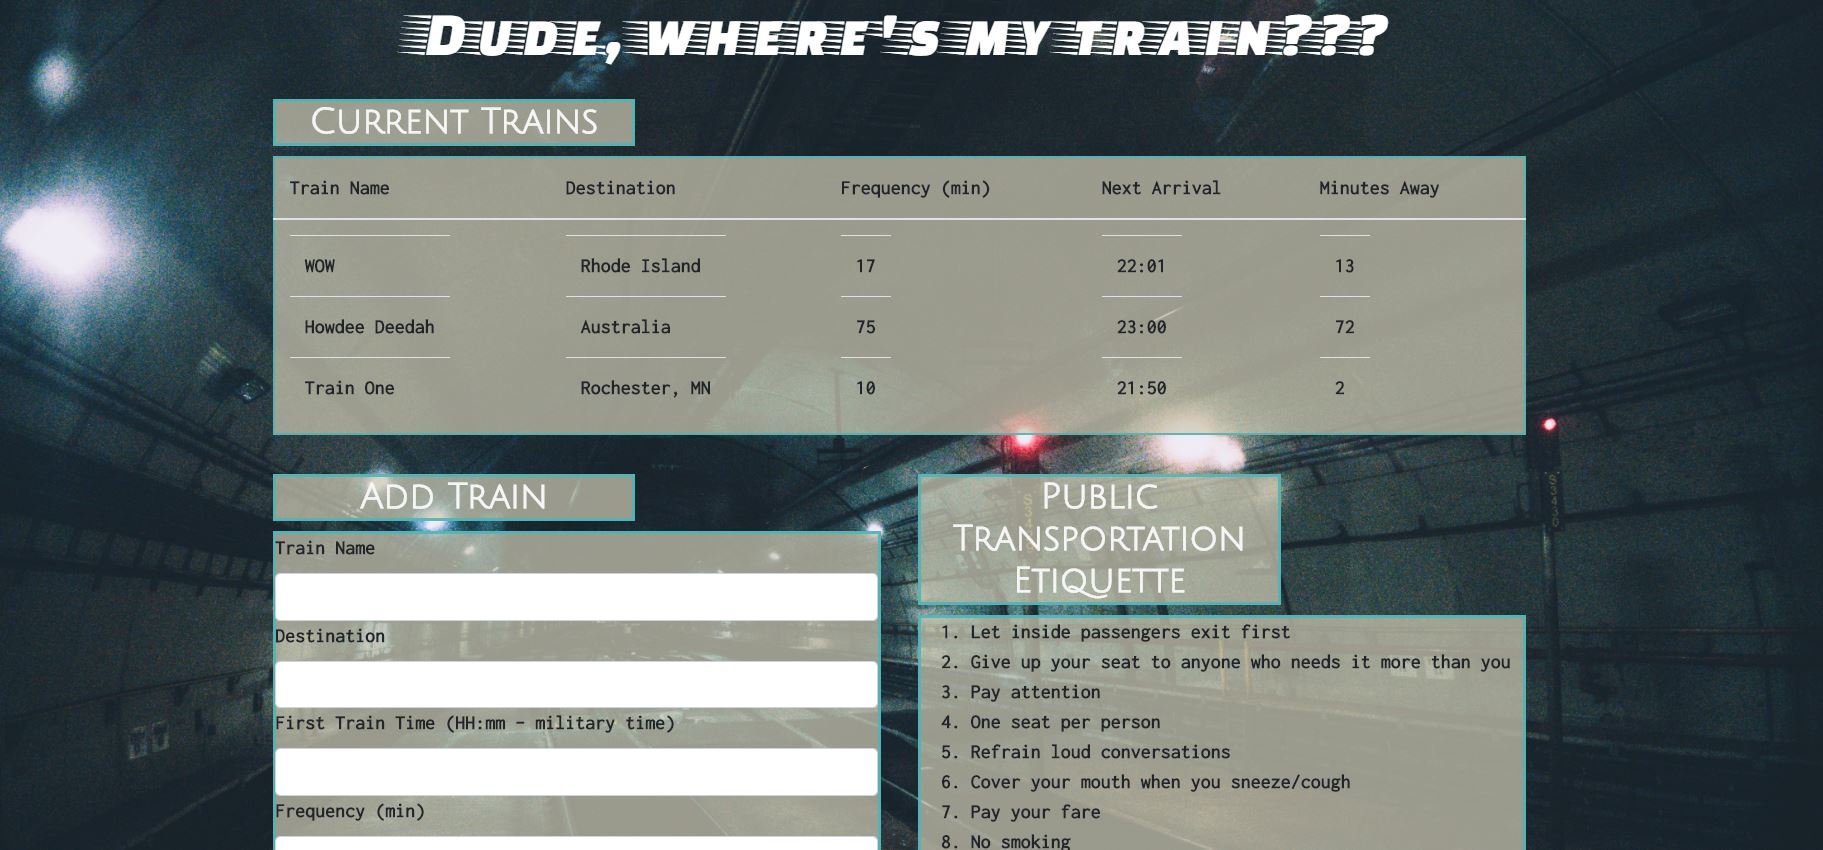 Dude, where's my train???
Current Trains
Train Name Destination Frequency (min) Next Arrival Minutes Away
WOW Rhode Island 17 22:01 13
Howdee Deedah Australia 75 23:00 72
Train One Rochester, MN 10 21:50 2
Add Train
Train Name
Destination
First Train Time (HH:mm - military time)
Frequency (min)
Public
Transportation
Etiquette
1. Let inside passengers exit first
2. Give up your seat to anyone who needs it more than you
3. Pay attention
4. One seat per person
5. Refrain loud conversations
6. Cover your mouth when you sneeze/cough
7. Pay your fare
8. No smoking